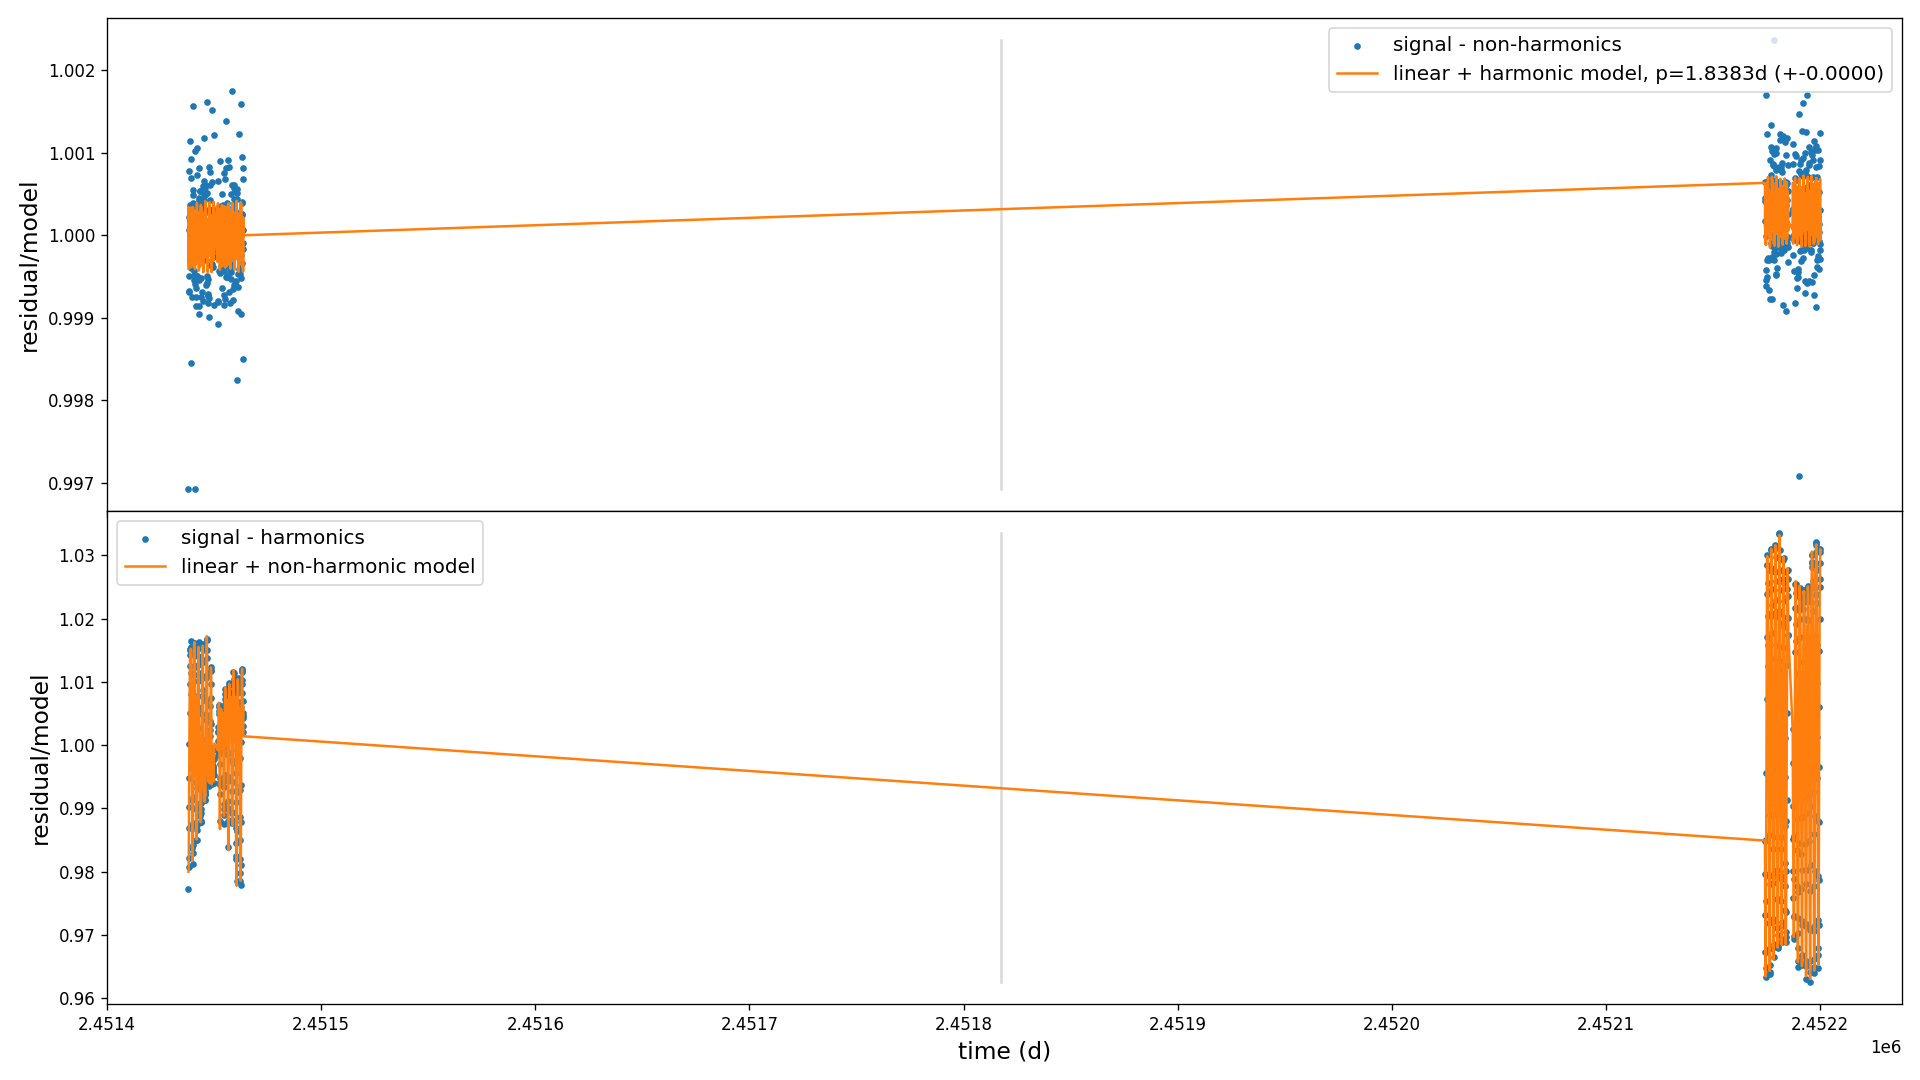 signal - non-harmonics
linear + harmonic model, p=1.8383d (+-0.0000)
1.002
1.001
1.000
0.999
0.998
0.997
residual/model
signal - harmonics
linear + non-harmonic model
1.03
1.02
1.01
1.00
0.99
0.98
0.97
0.96
residual/model
2.4514 2.4515 2.4516 2.4517 2.4518 2.4519 2.4520 2.4521 2.4522
1e6
time (d)